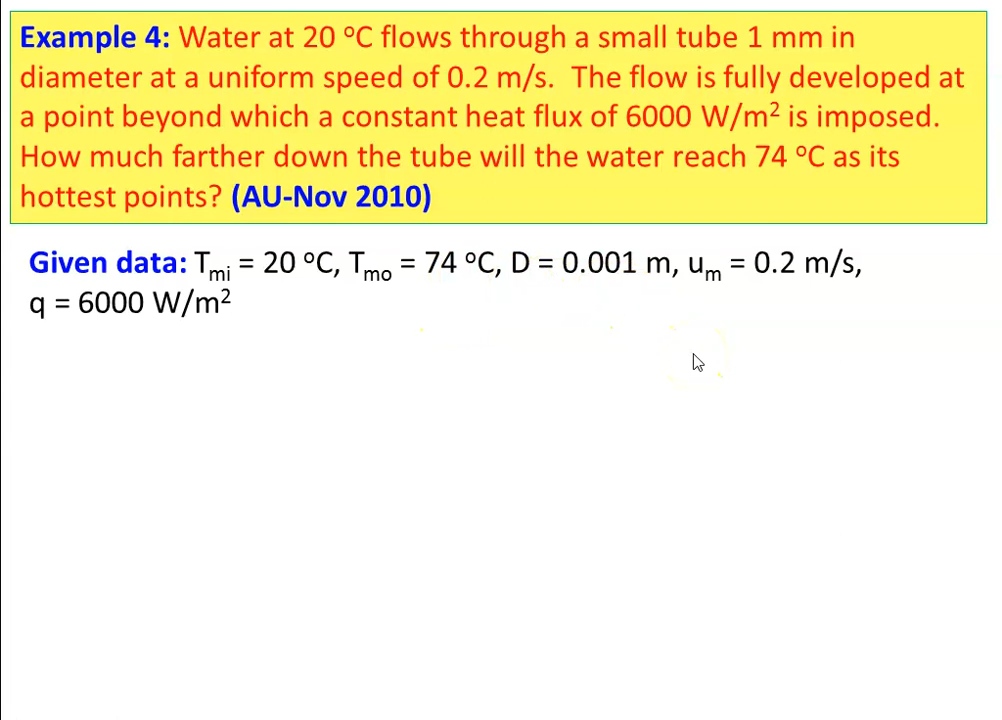 Example 4: Water at 20 °C flows through a small tube 1 mm in
diameter at a uniform speed of 0.2 m/s. The flow is fully developed at
a point beyond which a constant heat flux of 6000 W/m² is imposed.
How much farther down the tube will the water reach 74 °C as its
hottest points? (AU-Nov 2010)
Given data: Tmi = 20 °C, Tmo = 74 °C, D = 0.001 m, um = 0.2 m/s,
q = 6000 W/m²